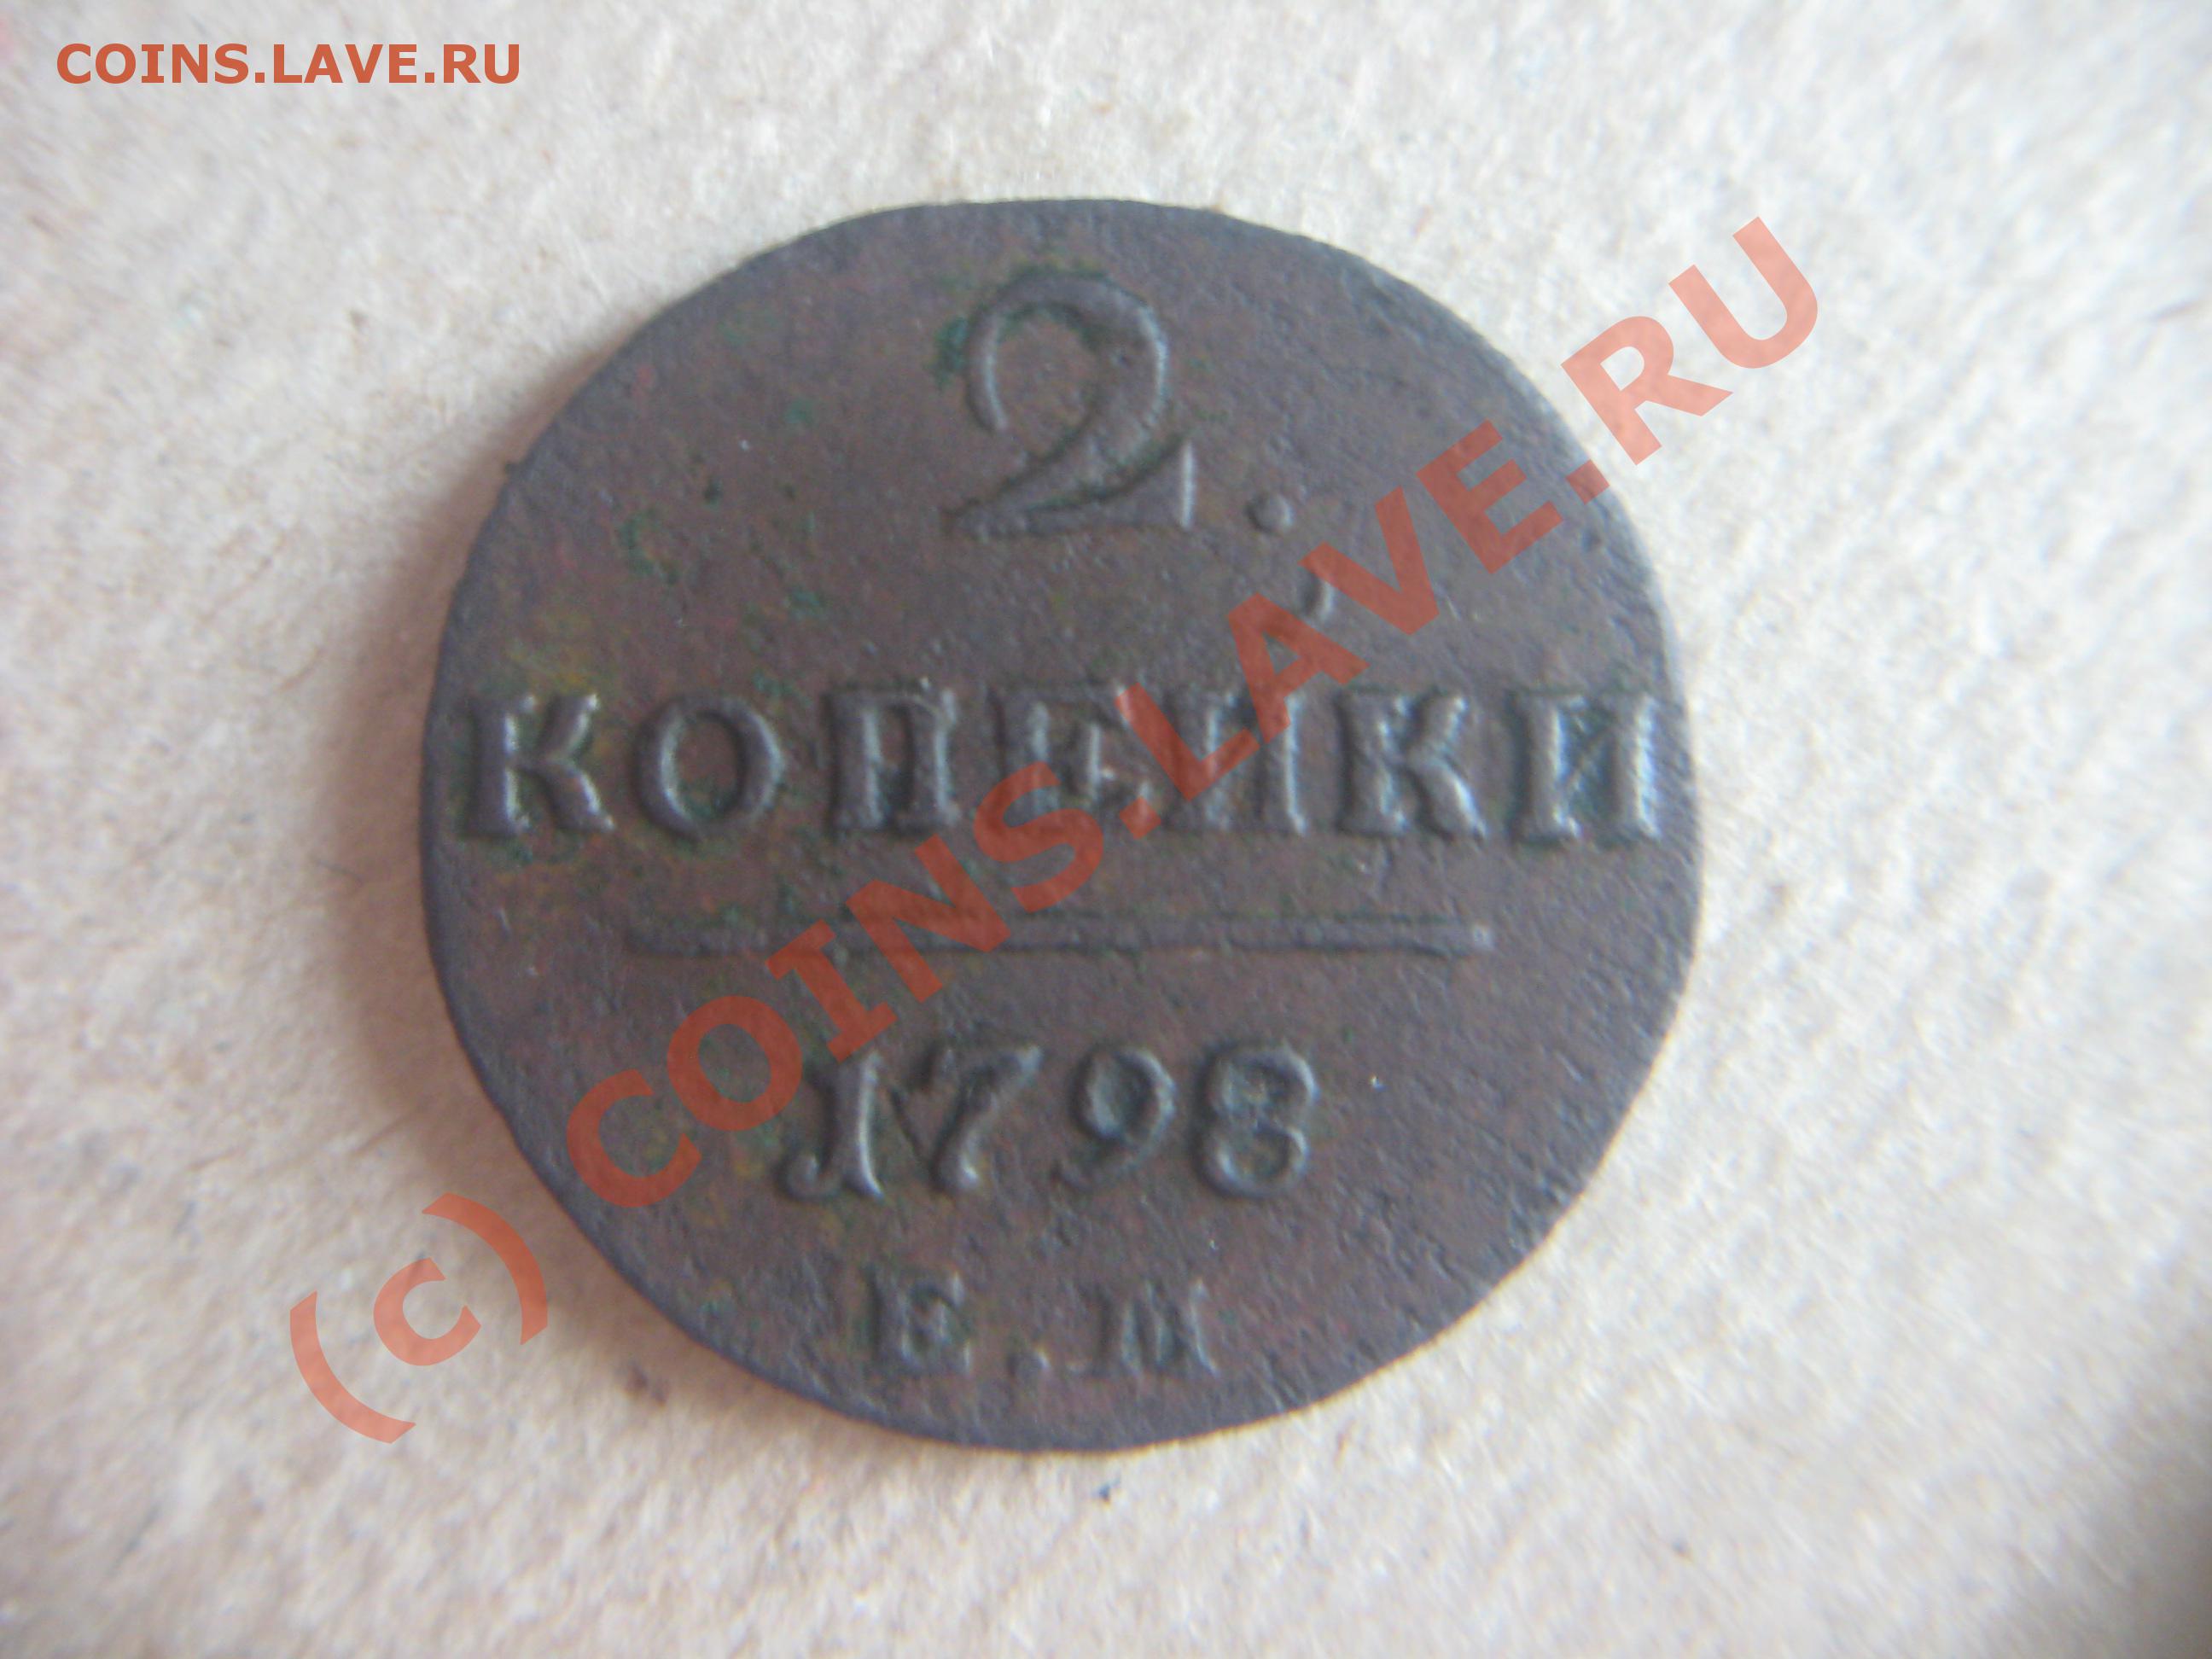 COINS.LAVE.RU
2.
КОПЕЙКИ
1798
Е.М
(c) COINS.LAVE.RU